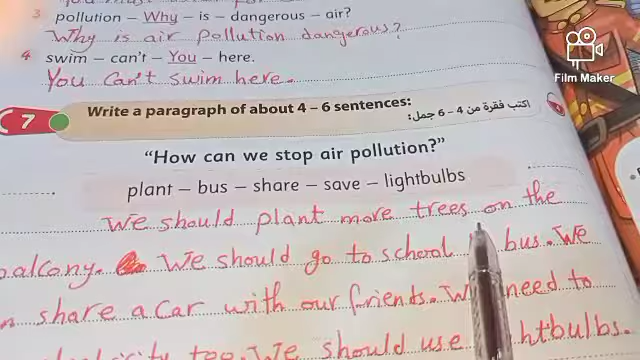 3 pollution – Why – is – dangerous – air?
Why is air pollution dangerous?
4 swim – can't – You – here.
You can't swim here.
Film Maker
7 Write a paragraph of about 4 – 6 sentences: اكتب فقرة من 4 – 6 جمل:
"How can we stop air pollution?"
plant – bus – share – save – lightbulbs
We should plant more trees on the
balcony. We should go to school bus. We
share a car with our frients. need to
too. We should use